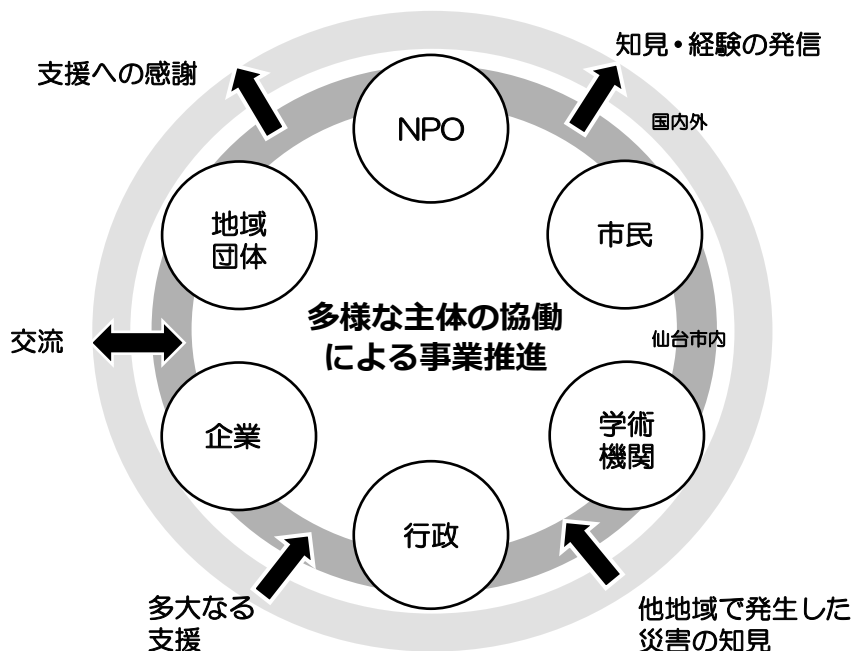 知見・経験の発信
支援への感謝
国内外
NPO
地域
団体
市民
多様な主体の協働
による事業推進
交流
仙台市内
企業
学術
機関
行政
多大なる
支援
他地域で発生した
災害の知見